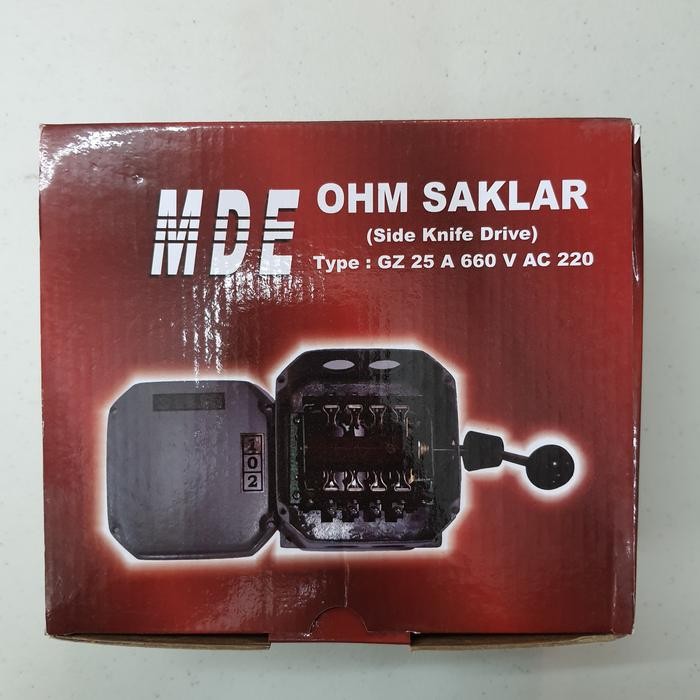 MDE
OHM SAKLAR
(Side Knife Drive)
Type : GZ 25 A 660 V AC 220
1
0
2